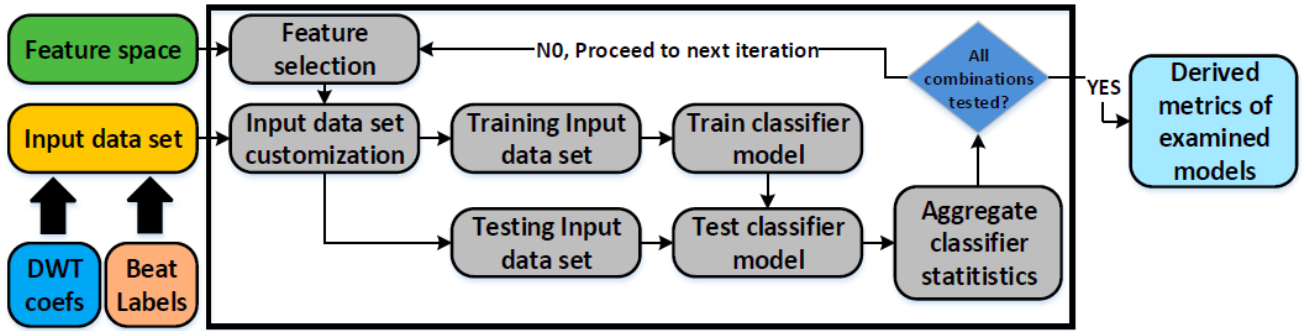 Feature space
Feature
selection
N0, Proceed to next iteration
All
combinations
tested?
YES
Derived
metrics of
examined
models
Input data set
Input data set
customization
Training Input
data set
Train classifier
model
Testing Input
data set
Test classifier
model
Aggregate
classifier
statitistics
DWT
coefs
Beat
Labels